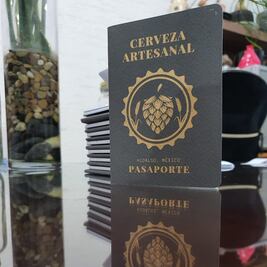 CERVEZA
ARTESANAL
HIDALGO, MÉXICO
PASAPORTE